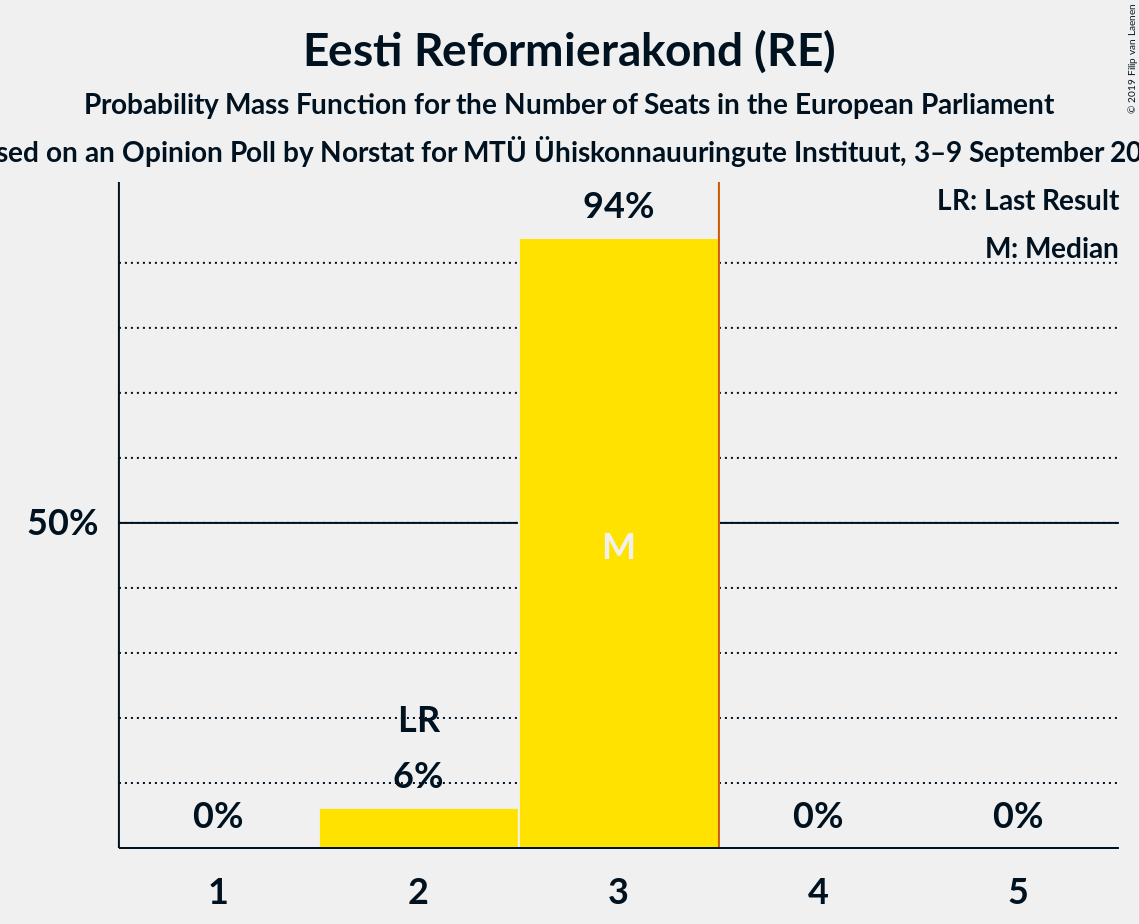 Eesti Reformierakond (RE)
Probability Mass Function for the Number of Seats in the European Parliament
sed on an Opinion Poll by Norstat for MTÜ Ühiskonnauuringute Instituut, 3–9 September 20
© 2019 Filip van Laenen
LR: Last Result
M: Median
94%
50%
M
LR
6%
0%
0%
0%
1
2
3
4
5